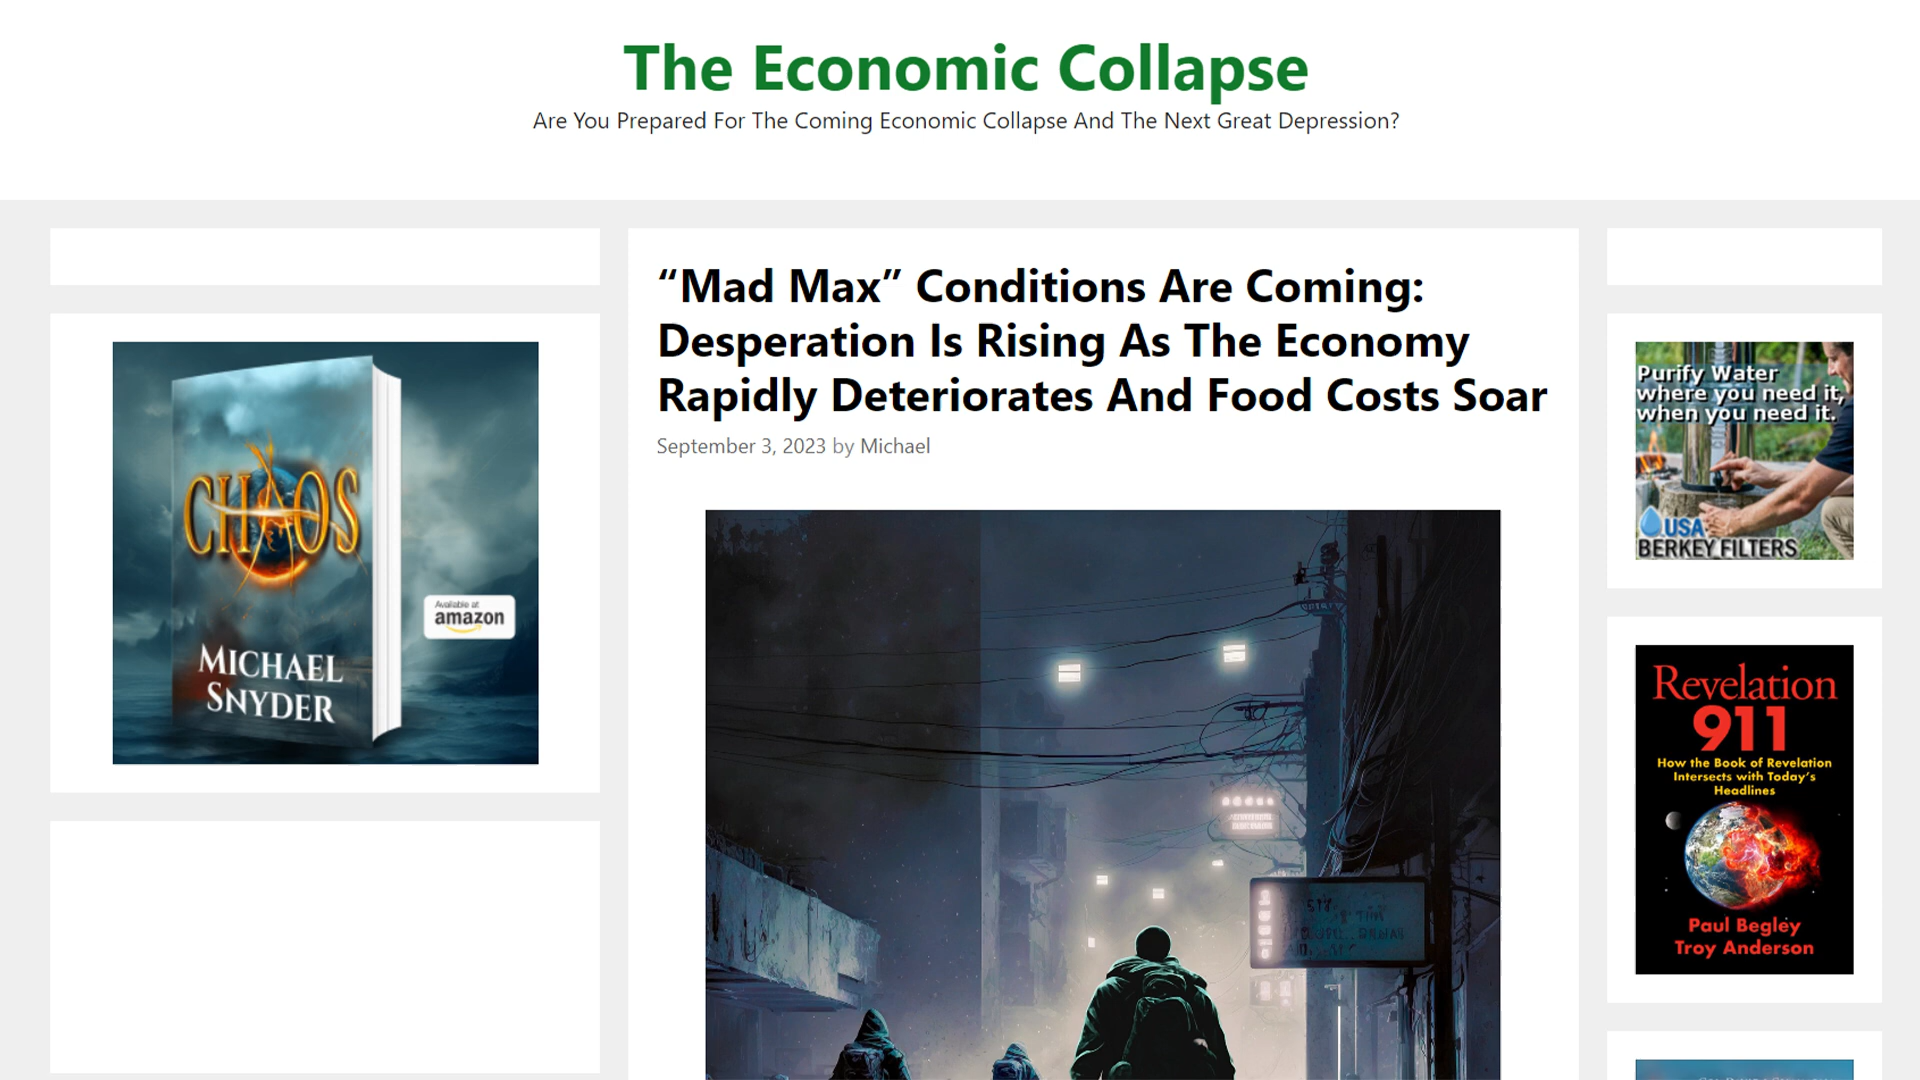 The Economic Collapse
Are You Prepared For The Coming Economic Collapse And The Next Great Depression?
“Mad Max” Conditions Are Coming:
Desperation Is Rising As The Economy
Rapidly Deteriorates And Food Costs Soar
September 3, 2023 by Michael
CHAOS
MICHAEL
SNYDER
Available at
amazon
Purify Water
where you need it,
when you need it.
USA
BERKEY FILTERS
Revelation
911
How the Book of Revelation
Intersects with Today's
Headlines
Paul Begley
Troy Anderson